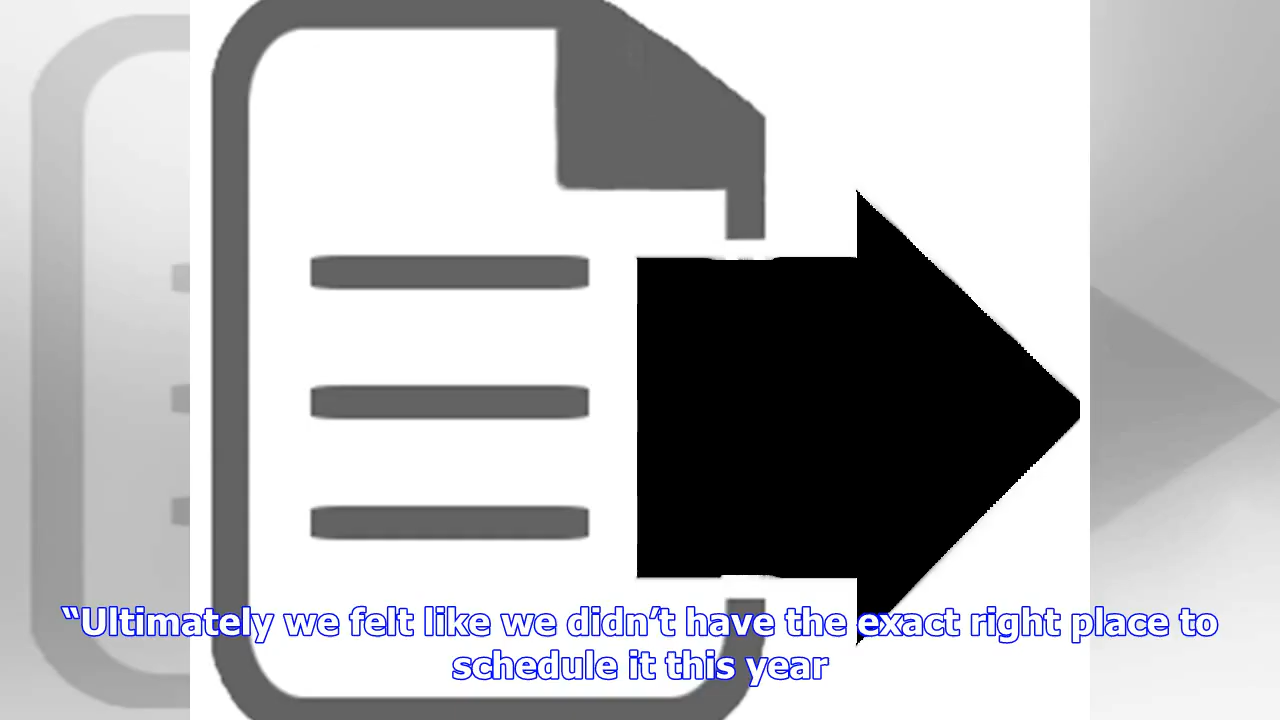 “Ultimately we felt like we didn’t have the exact right place to
schedule it this year